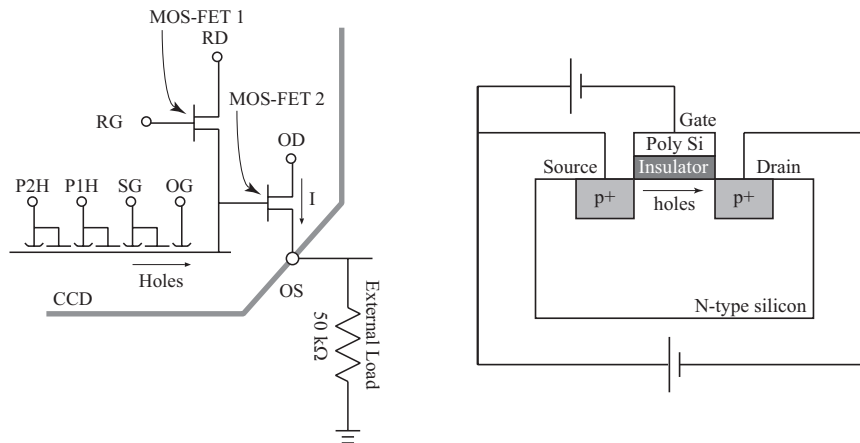 MOS-FET 1
RD
MOS-FET 2
RG
OD
P2H P1H SG OG
I
Holes
OS
CCD
External Load
50 kΩ
Gate
Poly Si
Source
Insulator
Drain
p+
holes
p+
N-type silicon